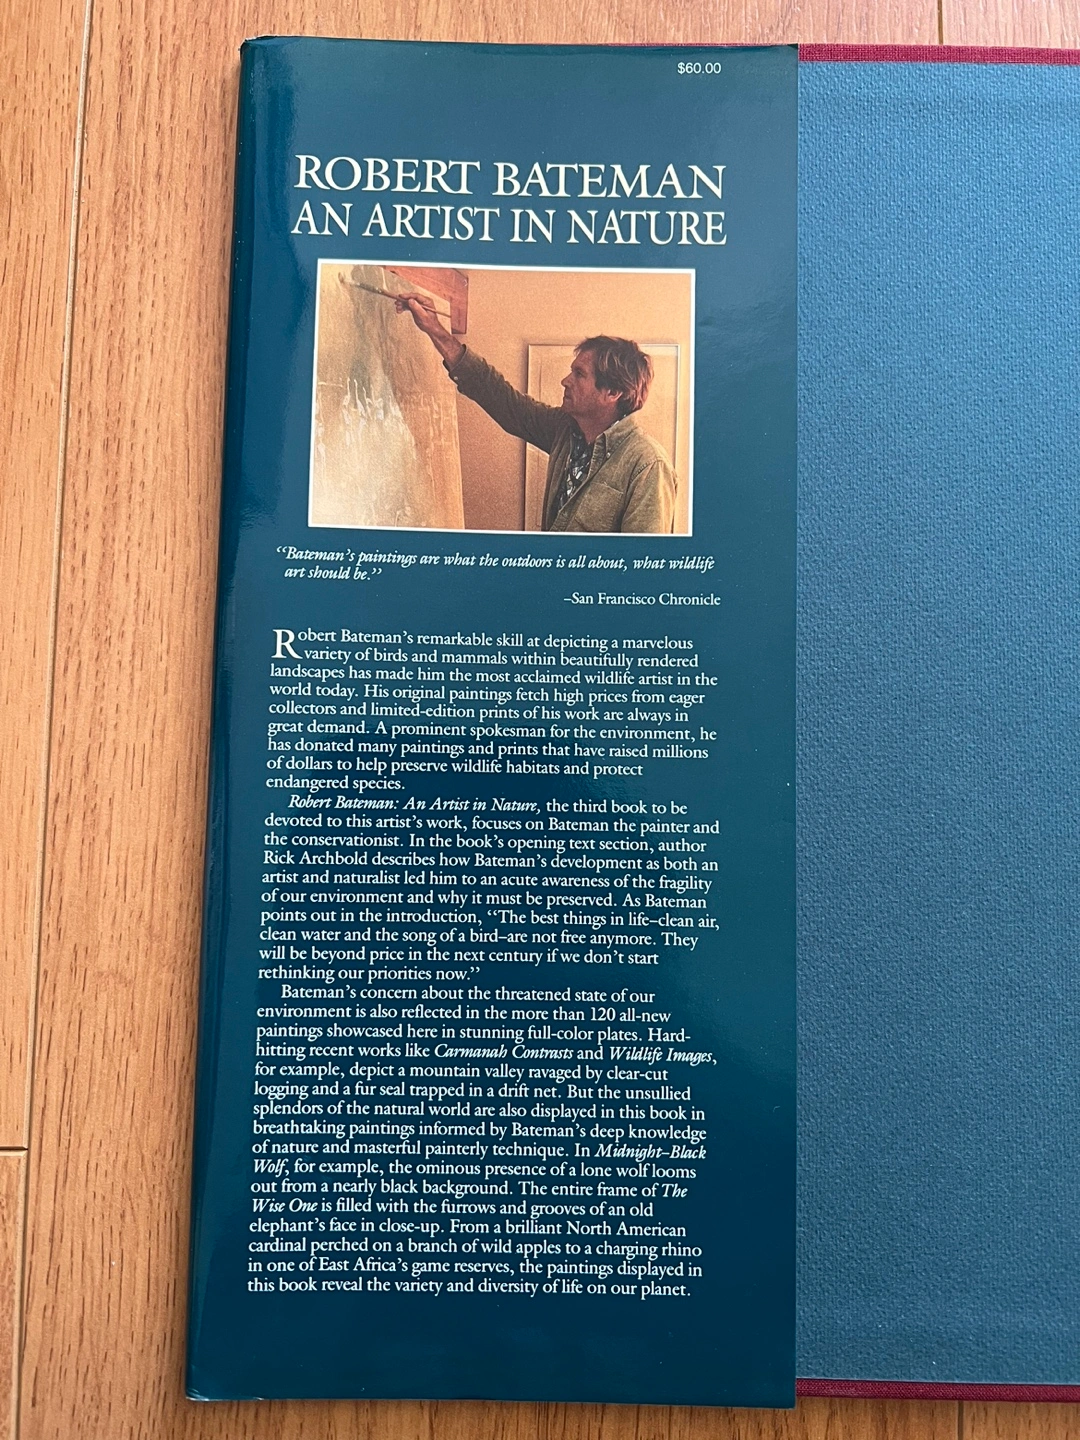 $60.00
ROBERT BATEMAN
AN ARTIST IN NATURE
“Bateman’s paintings are what the outdoors is all about, what wildlife
art should be.”
–San Francisco Chronicle
Robert Bateman’s remarkable skill at depicting a marvelous
variety of birds and mammals within beautifully rendered
landscapes has made him the most acclaimed wildlife artist in the
world today. His original paintings fetch high prices from eager
collectors and limited-edition prints of his work are always in
great demand. A prominent spokesman for the environment, he
has donated many paintings and prints that have raised millions
of dollars to help preserve wildlife habitats and protect
endangered species.
Robert Bateman: An Artist in Nature, the third book to be
devoted to this artist’s work, focuses on Bateman the painter and
the conservationist. In the book’s opening text section, author
Rick Archbold describes how Bateman’s development as both an
artist and naturalist led him to an acute awareness of the fragility
of our environment and why it must be preserved. As Bateman
points out in the introduction, “The best things in life–clean air,
clean water and the song of a bird–are not free anymore. They
will be beyond price in the next century if we don’t start
rethinking our priorities now.”
Bateman’s concern about the threatened state of our
environment is also reflected in the more than 120 all-new
paintings showcased here in stunning full-color plates. Hard-
hitting recent works like Carmanah Contrasts and Wildlife Images,
for example, depict a mountain valley ravaged by clear-cut
logging and a fur seal trapped in a drift net. But the unsullied
splendors of the natural world are also displayed in this book in
breathtaking paintings informed by Bateman’s deep knowledge
of nature and masterful painterly technique. In Midnight–Black
Wolf, for example, the ominous presence of a lone wolf looms
out from a nearly black background. The entire frame of The
Wise One is filled with the furrows and grooves of an old
elephant’s face in close-up. From a brilliant North American
cardinal perched on a branch of wild apples to a charging rhino
in one of East Africa’s game reserves, the paintings displayed in
this book reveal the variety and diversity of life on our planet.